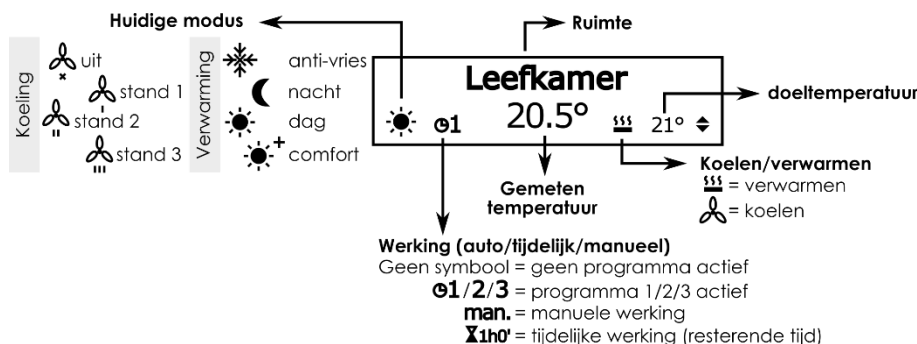 Huidige modus
Ruimte
Koeling
uit
stand 1
stand 2
stand 3
Verwarming
anti-vries
nacht
dag
comfort
Leefkamer
1
20.5°
21°
doeltemperatuur
Gemeten
temperatuur
Koelen/verwarmen
= verwarmen
= koelen
Werking (auto/tijdelijk/manueel)
Geen symbool = geen programma actief
1/2/3 = programma 1/2/3 actief
man. = manuele werking
1h0' = tijdelijke werking (resterende tijd)